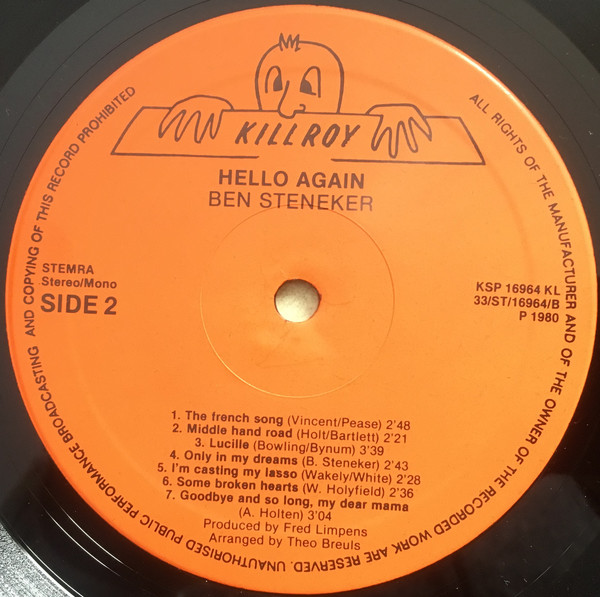 KILLROY
HELLO AGAIN
BEN STENEKER
STEMRA
Stereo/Mono
SIDE 2
KSP 16964 KL
33/ST/16964/B
P 1980
1. The french song (Vincent/Pease) 2'48
2. Middle hand road (Holt/Bartlett) 2'21
3. Lucille (Bowling/Bynum) 3'39
4. Only in my dreams (B. Steneker) 2'43
5. I'm casting my lasso (Wakely/White) 2'28
6. Some broken hearts (W. Holyfield) 2'36
7. Goodbye and so long, my dear mama
(A. Holten) 3'04
Produced by Fred Limpens
Arranged by Theo Breuls
ALL RIGHTS OF THE MANUFACTURER AND OF THE OWNER OF THE RECORDED WORK ARE RESERVED. UNAUTHORISED PUBLIC PERFORMANCE BROADCASTING AND COPYING OF THIS RECORD PROHIBITED